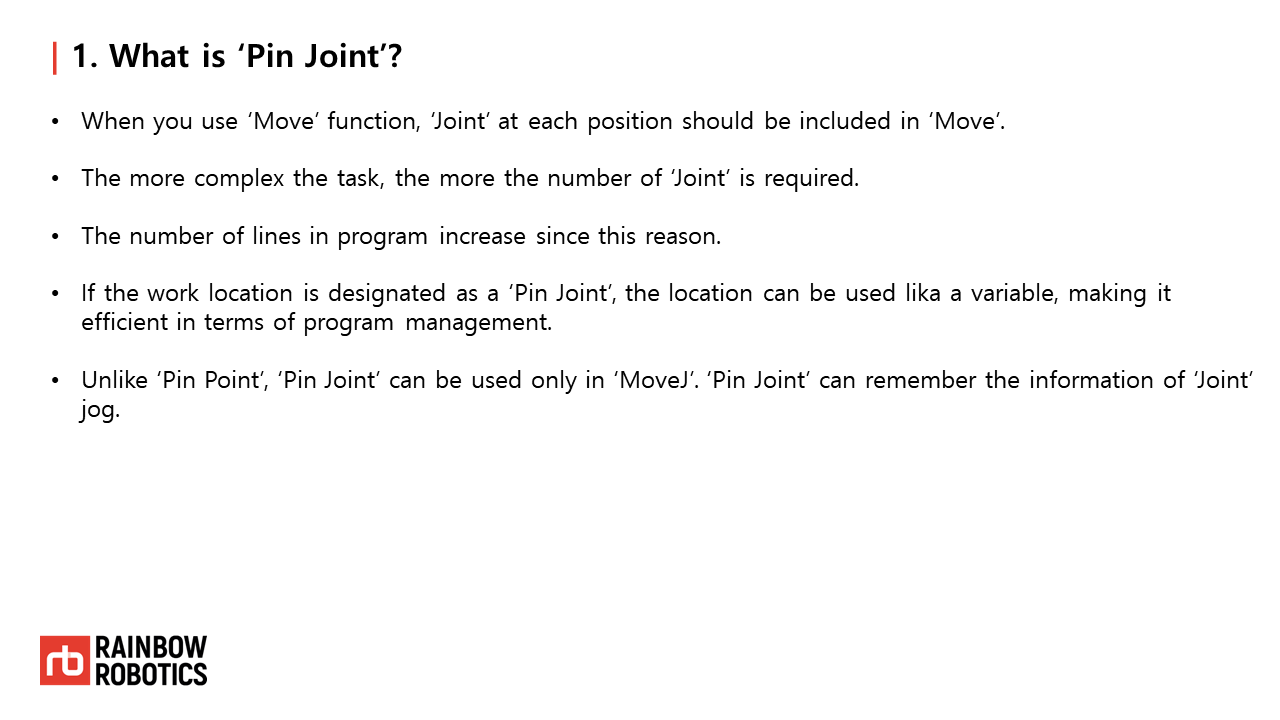 | 1. What is ‘Pin Joint’?
• When you use ‘Move’ function, ‘Joint’ at each position should be included in ‘Move’.
• The more complex the task, the more the number of ‘Joint’ is required.
• The number of lines in program increase since this reason.
• If the work location is designated as a ‘Pin Joint’, the location can be used lika a variable, making it
efficient in terms of program management.
• Unlike ‘Pin Point’, ‘Pin Joint’ can be used only in ‘MoveJ’. ‘Pin Joint’ can remember the information of ‘Joint’
jog.
rb RAINBOW
ROBOTICS